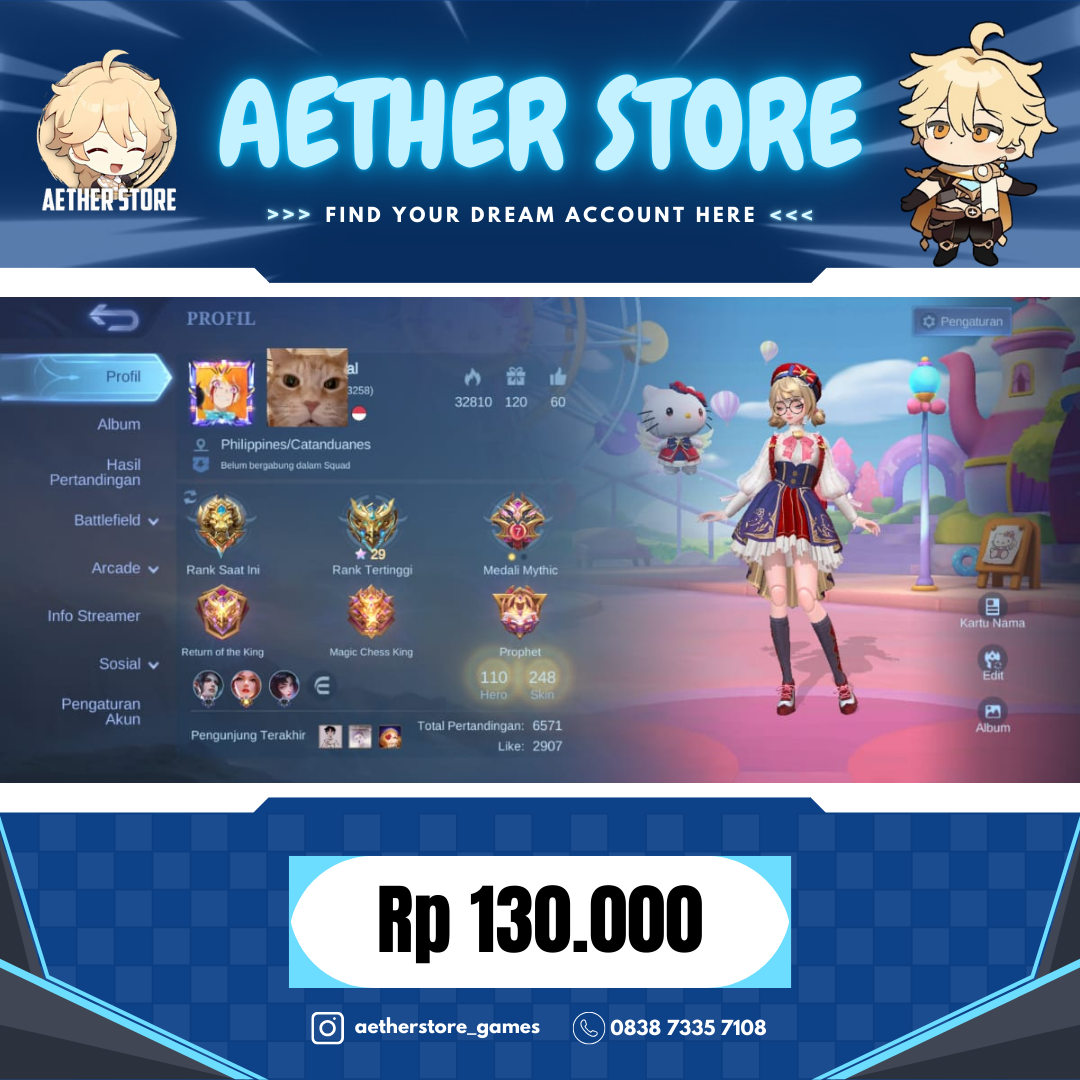 AETHER STORE
AETHER STORE
>>> FIND YOUR DREAM ACCOUNT HERE <<<
PROFIL
Pengaturan
Profil
al
3258)
32810 120 60
Album
Philippines/Catanduanes
Belum bergabung dalam Squad
Hasil
Pertandingan
Battlefield
29
7
Rank Saat Ini
Rank Tertinggi
Medali Mythic
Arcade
Info Streamer
Return of the King
Magic Chess King
Prophet
Sosial
110 248
Hero Skin
Pengaturan
Akun
Pengunjung Terakhir
Total Pertandingan: 6571
Like: 2907
Kartu Nama
Edit
Album
Rp 130.000
aetherstore_games
0838 7335 7108